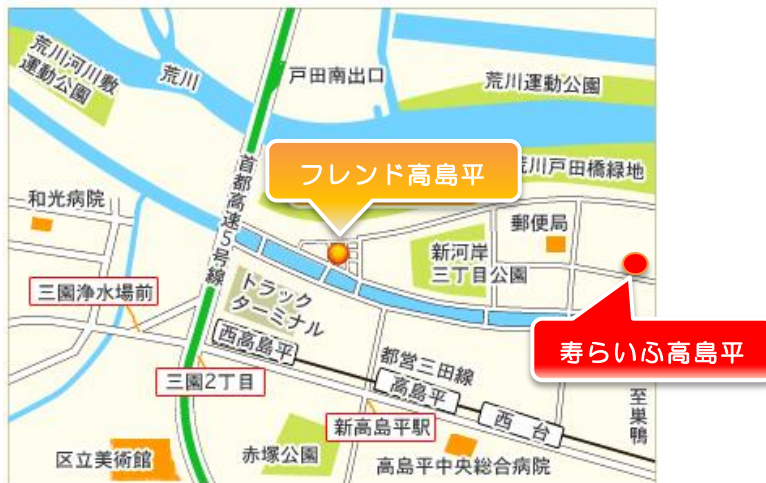 荒川河川敷
運動公園
荒川
戸田南出口
荒川運動公園
フレンド高島平
荒川戸田橋緑地
首都高速5号線
和光病院
郵便局
新河岸
三丁目公園
三園浄水場前
トラック
ターミナル
寿らいふ高島平
西高島平
都営三田線
高島平
三園2丁目
西台
至巣鴨
新高島平駅
区立美術館
赤塚公園
高島平中央総合病院